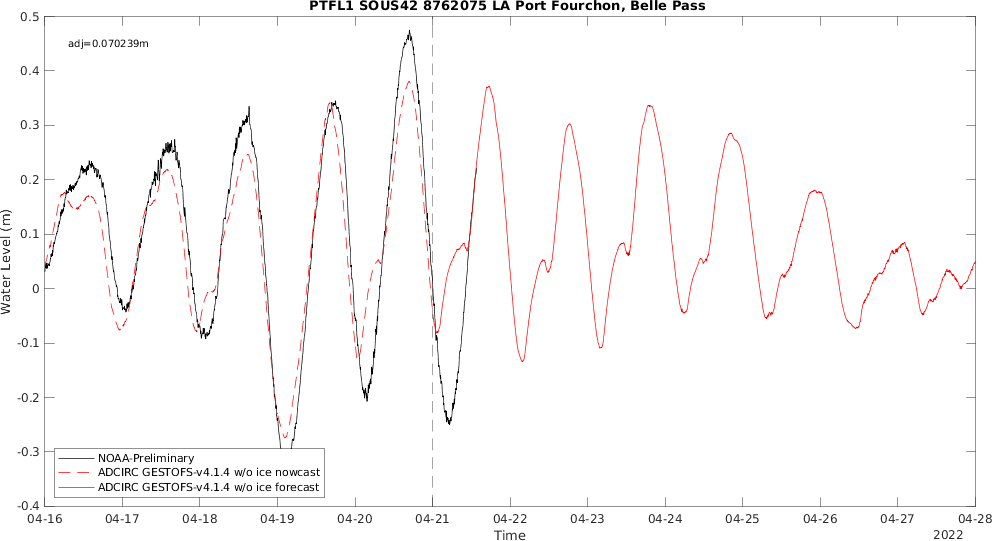 PTFL1 SOUS42 8762075 LA Port Fourchon, Belle Pass
adj=0.070239m
0.5
0.4
0.3
0.2
0.1
0
-0.1
-0.2
-0.3
-0.4
Water Level (m)
NOAA-Preliminary
ADCIRC GESTOFS-v4.1.4 w/o ice nowcast
ADCIRC GESTOFS-v4.1.4 w/o ice forecast
04-16 04-17 04-18 04-19 04-20 04-21 04-22 04-23 04-24 04-25 04-26 04-27 04-28
Time
2022